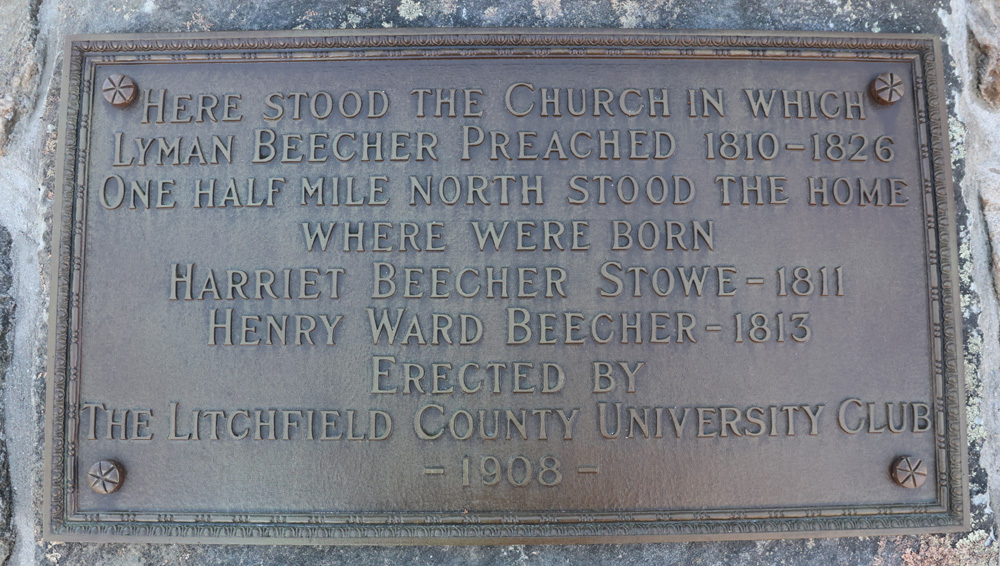 HERE STOOD THE CHURCH IN WHICH
LYMAN BEECHER PREACHED 1810-1826
ONE HALF MILE NORTH STOOD THE HOME
WHERE WERE BORN
HARRIET BEECHER STOWE-1811
HENRY WARD BEECHER-1813
ERECTED BY
THE LITCHFIELD COUNTY UNIVERSITY CLUB
-1908-